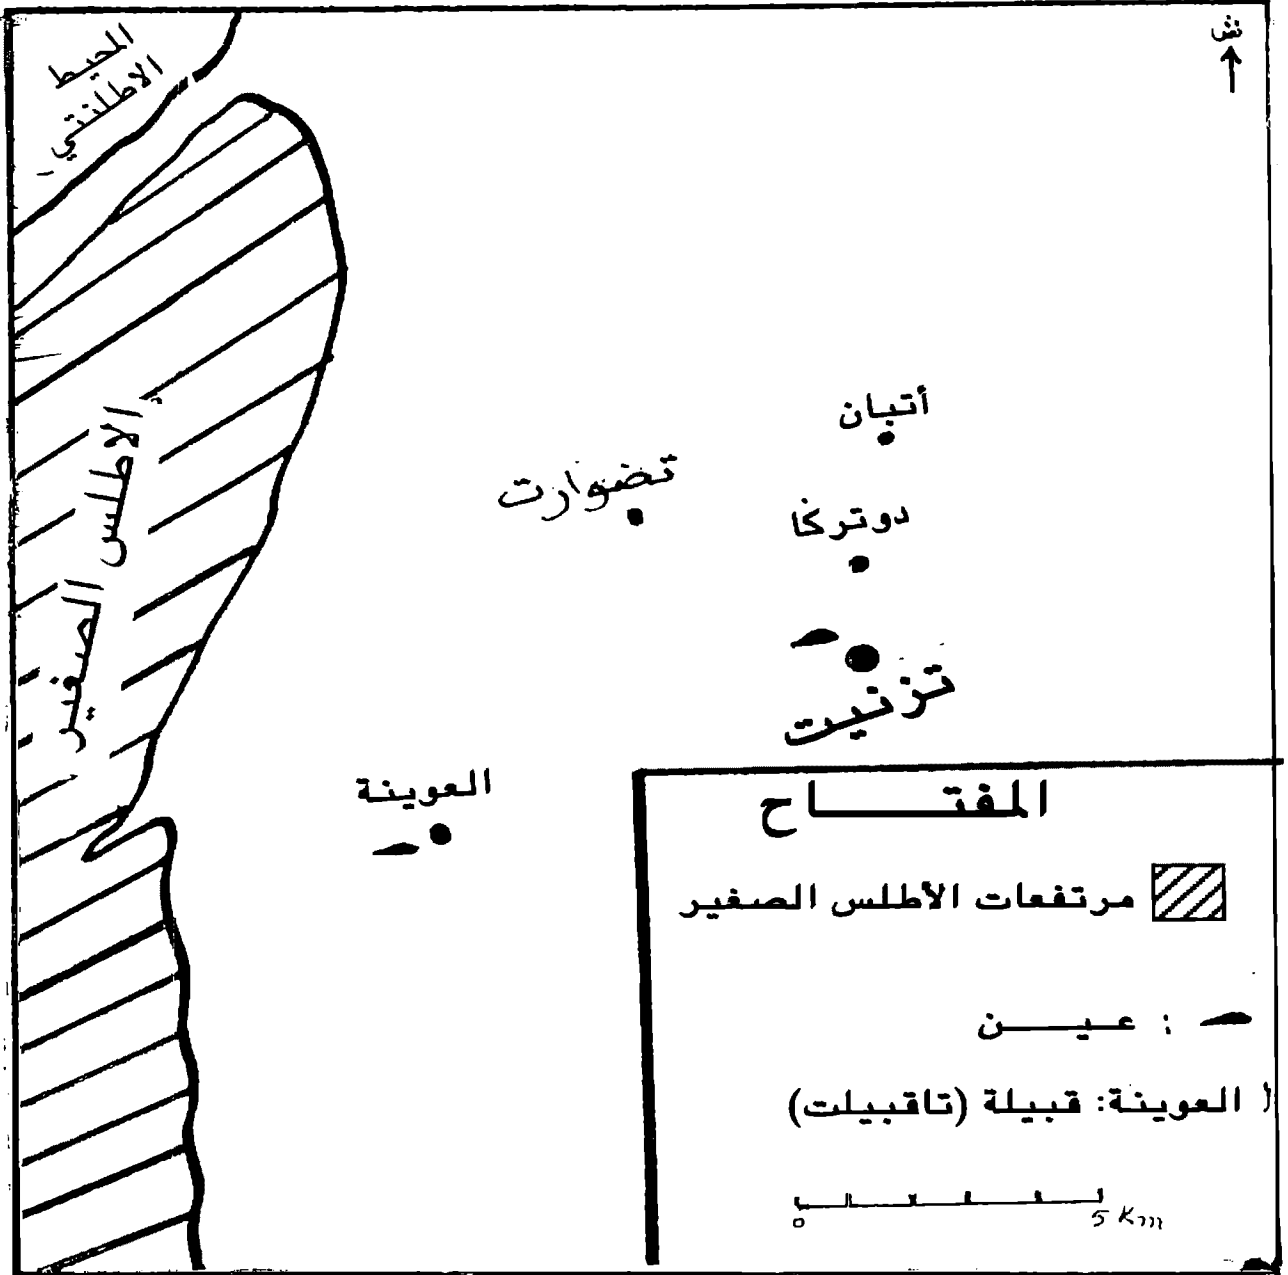 ش
المحيط
الاطلنتي
أتبان
تضوارت
دوتركا
تزنيت
الاطلس الصغير
العوينة
المفتاح
مرتفعات الأطلس الصغير
: عين
العوينة: قبيلة (تاقبيلت)
0 5 Km